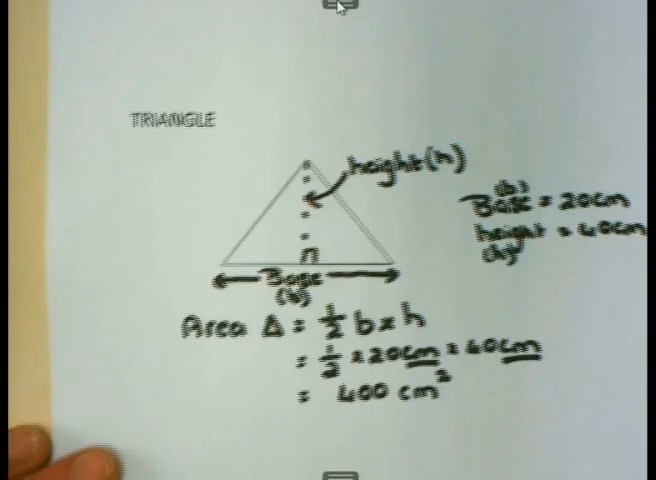 TRIANGLE
height (h)
(b)
Base = 20cm
height = 40cm
(h)
Base
(b)
Area Δ = 1/2 b x h
= 1/2 x 20cm x 40cm
= 400 cm²